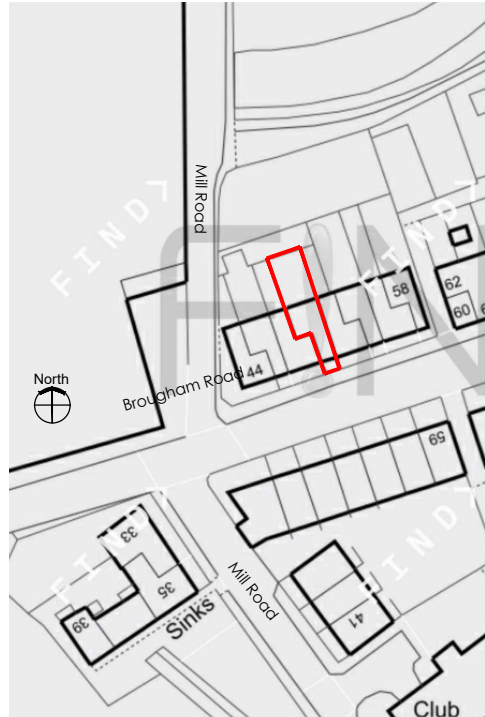 Mill Road
FIND
FIND
FIND
62
60
58
44
Brougham Road
North
59
FIND
FIND
33
35
39
Sinks
Mill Road
41
Club